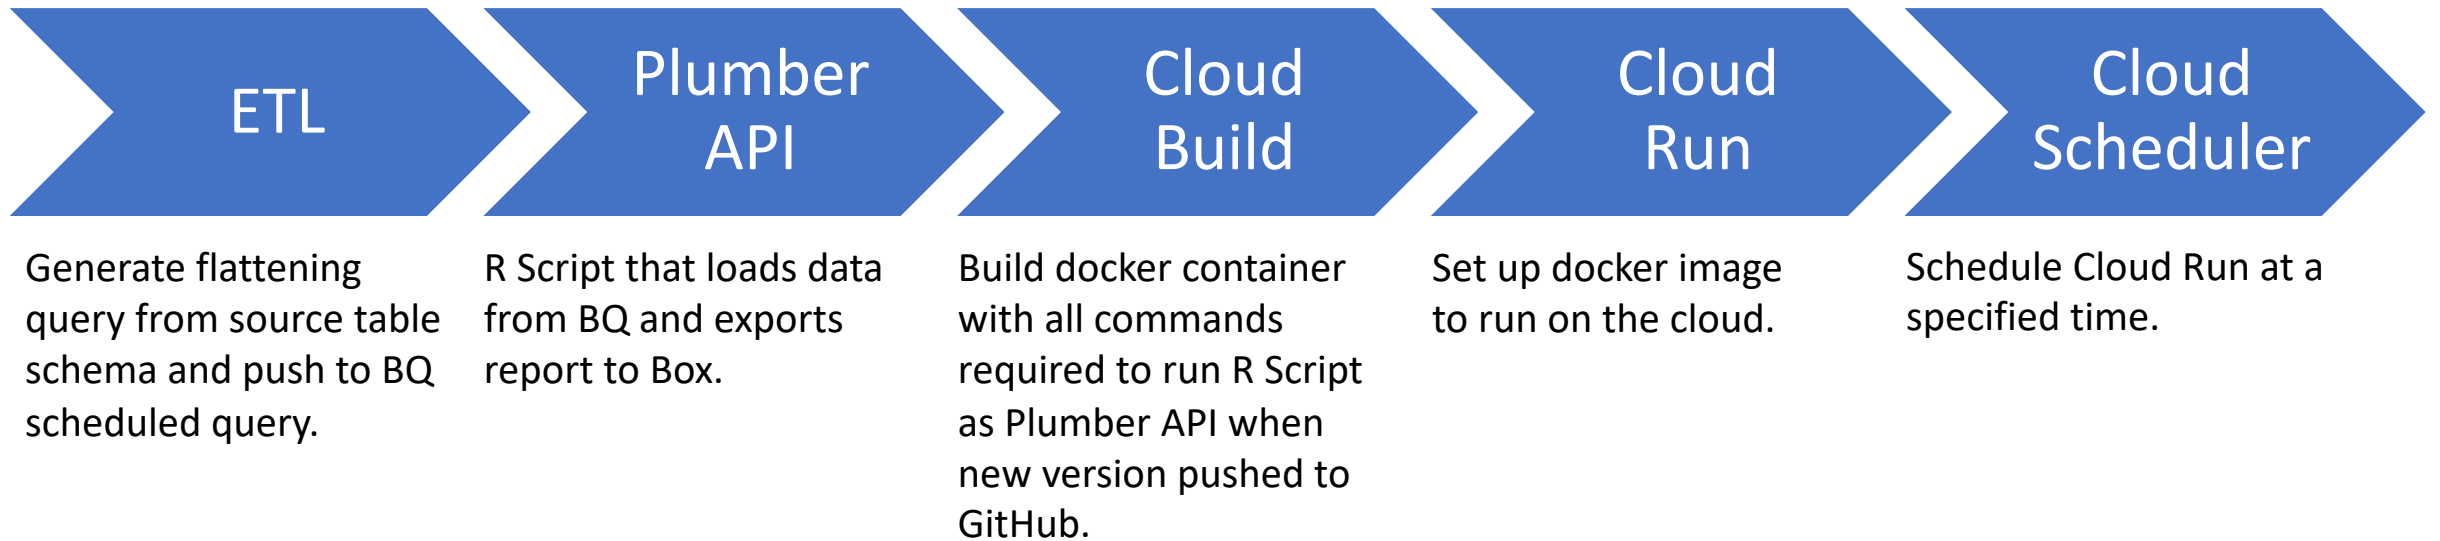 ETL
Generate flattening
query from source table
schema and push to BQ
scheduled query.
Plumber
API
R Script that loads data
from BQ and exports
report to Box.
Cloud
Build
Build docker container
with all commands
required to run R Script
as Plumber API when
new version pushed to
GitHub.
Cloud
Run
Set up docker image
to run on the cloud.
Cloud
Scheduler
Schedule Cloud Run at a
specified time.